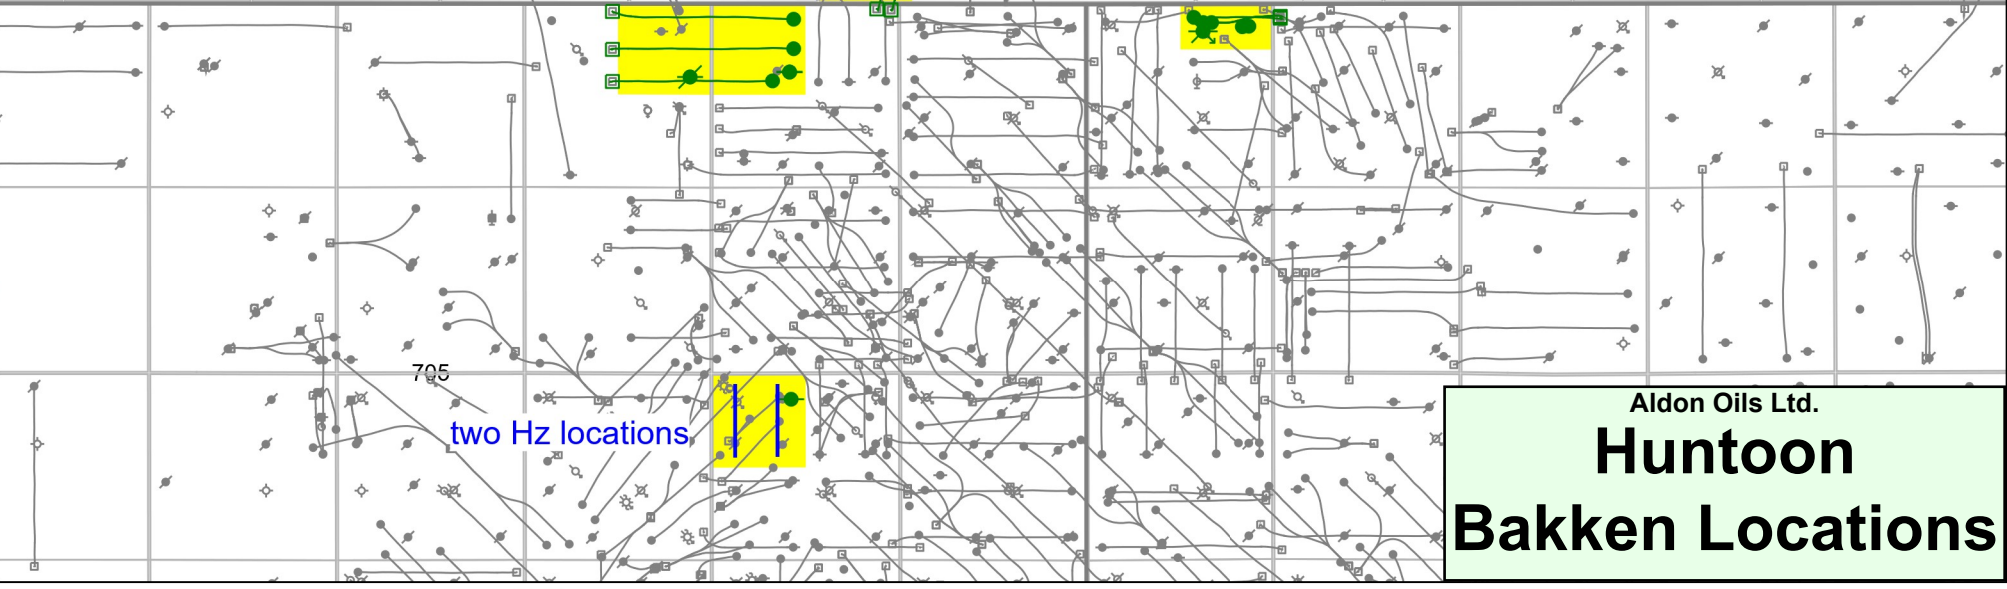 705
two Hz locations
Aldon Oils Ltd.
Huntoon
Bakken Locations